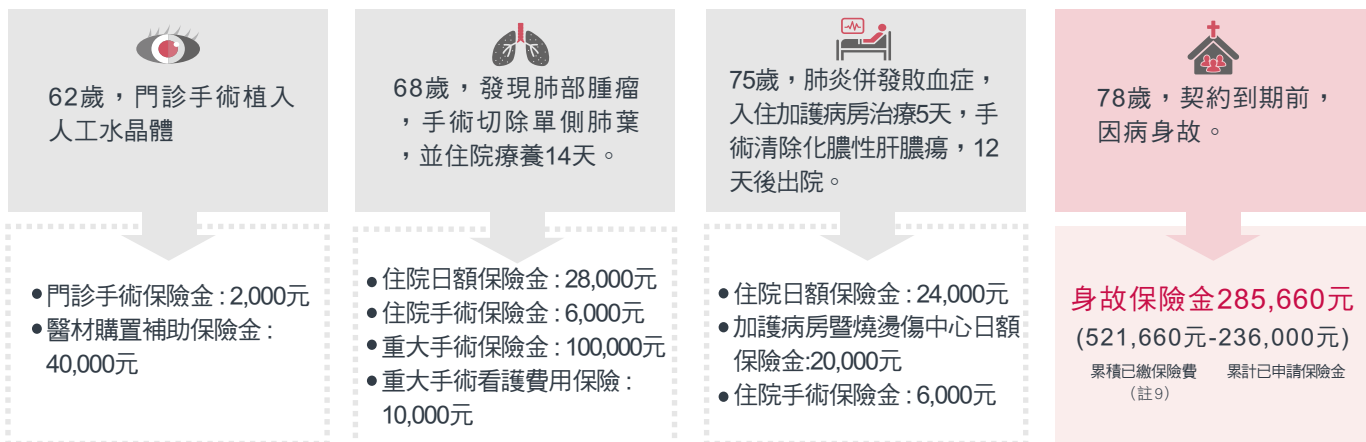 62歲，門診手術植入
人工水晶體
●門診手術保險金 : 2,000元
●醫材購置補助保險金 :
40,000元
68歲，發現肺部腫瘤
，手術切除單側肺葉
，並住院療養14天。
●住院日額保險金 : 28,000元
●住院手術保險金 : 6,000元
●重大手術保險金 : 100,000元
●重大手術看護費用保險 :
10,000元
75歲，肺炎併發敗血症，
入住加護病房治療5天，手
術清除化膿性肝膿瘍，12
天後出院。
●住院日額保險金 : 24,000元
●加護病房暨燒燙傷中心日額
保險金:20,000元
●住院手術保險金 : 6,000元
78歲，契約到期前，
因病身故。
身故保險金285,660元
(521,660元-236,000元)
累積已繳保險費 累計已申請保險金
（註9）